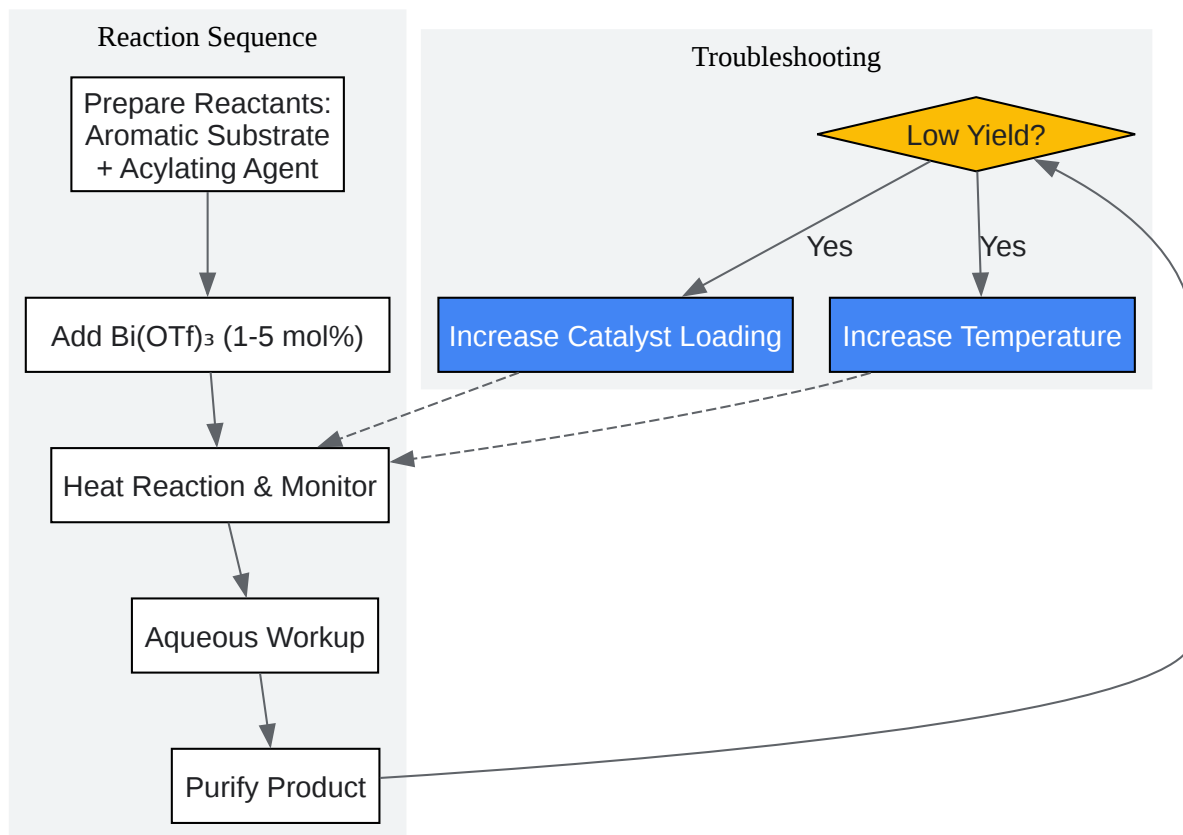 Reaction Sequence
Prepare Reactants:
Aromatic Substrate
+ Acylating Agent
Add Bi(OTf)₃ (1-5 mol%)
Heat Reaction & Monitor
Aqueous Workup
Purify Product
Troubleshooting
Low Yield?
Yes
Yes
Increase Catalyst Loading
Increase Temperature